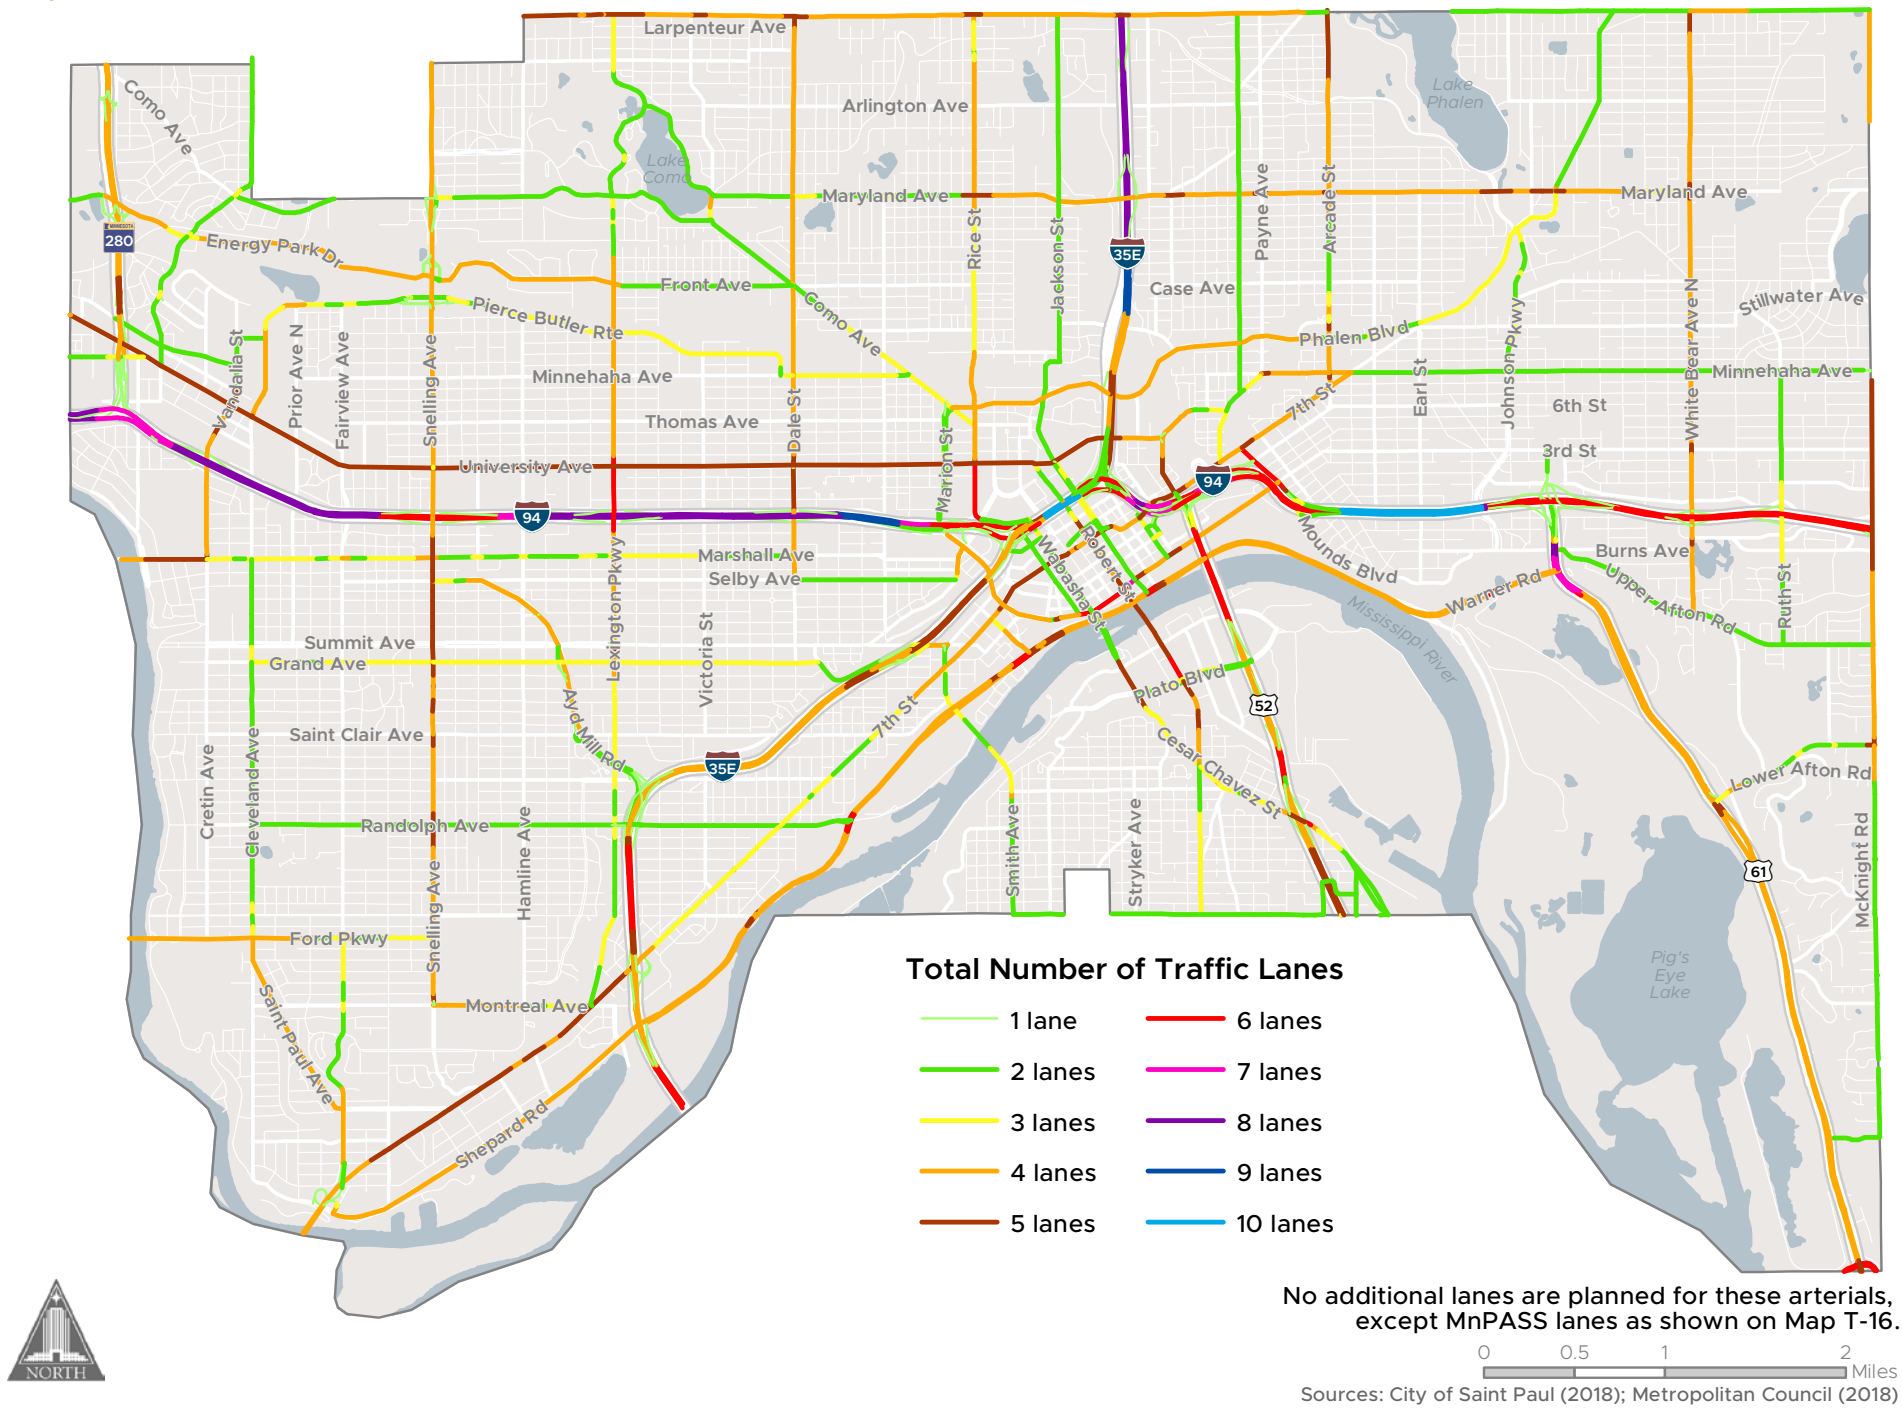 Larpenteur Ave
Como Ave
Arlington Ave
Lake
Phalen
Lake
Como
Maryland Ave
Maryland Ave
MINNESOTA
280
Energy Park Dr
Rice St
Jackson St
35E
Payne Ave
Arcade St
Front Ave
Case Ave
Pierce Butler Rte
Como Ave
Phalen Blvd
Johnson Pkwy
White Bear Ave N
Stillwater Ave
Vandalia St
Prior Ave N
Fairview Ave
Snelling Ave
Minnehaha Ave
Minnehaha Ave
Thomas Ave
Dale St
7th St
Earl St
6th St
Marion St
3rd St
University Ave
94
94
Marshall Ave
Selby Ave
Lexington Pkwy
Wabasha St
Robert St
Mounds Blvd
Burns Ave
Warner Rd
Upper Afton Rd
Ruth St
Mississippi River
Summit Ave
Grand Ave
Victoria St
Plato Blvd
52
Saint Clair Ave
Ayd Mill Rd
7th St
Cesar Chavez St
35E
Lower Afton Rd
Cretin Ave
Cleveland Ave
Randolph Ave
Hamline Ave
Snelling Ave
Smith Ave
Stryker Ave
McKnight Rd
61
Ford Pkwy
Pig's
Eye
Lake
Saint Paul Ave
Montreal Ave
Shepard Rd
Total Number of Traffic Lanes
1 lane
2 lanes
3 lanes
4 lanes
5 lanes
6 lanes
7 lanes
8 lanes
9 lanes
10 lanes
No additional lanes are planned for these arterials,
except MnPASS lanes as shown on Map T-16.
0 0.5 1 2
Miles
Sources: City of Saint Paul (2018); Metropolitan Council (2018)
NORTH